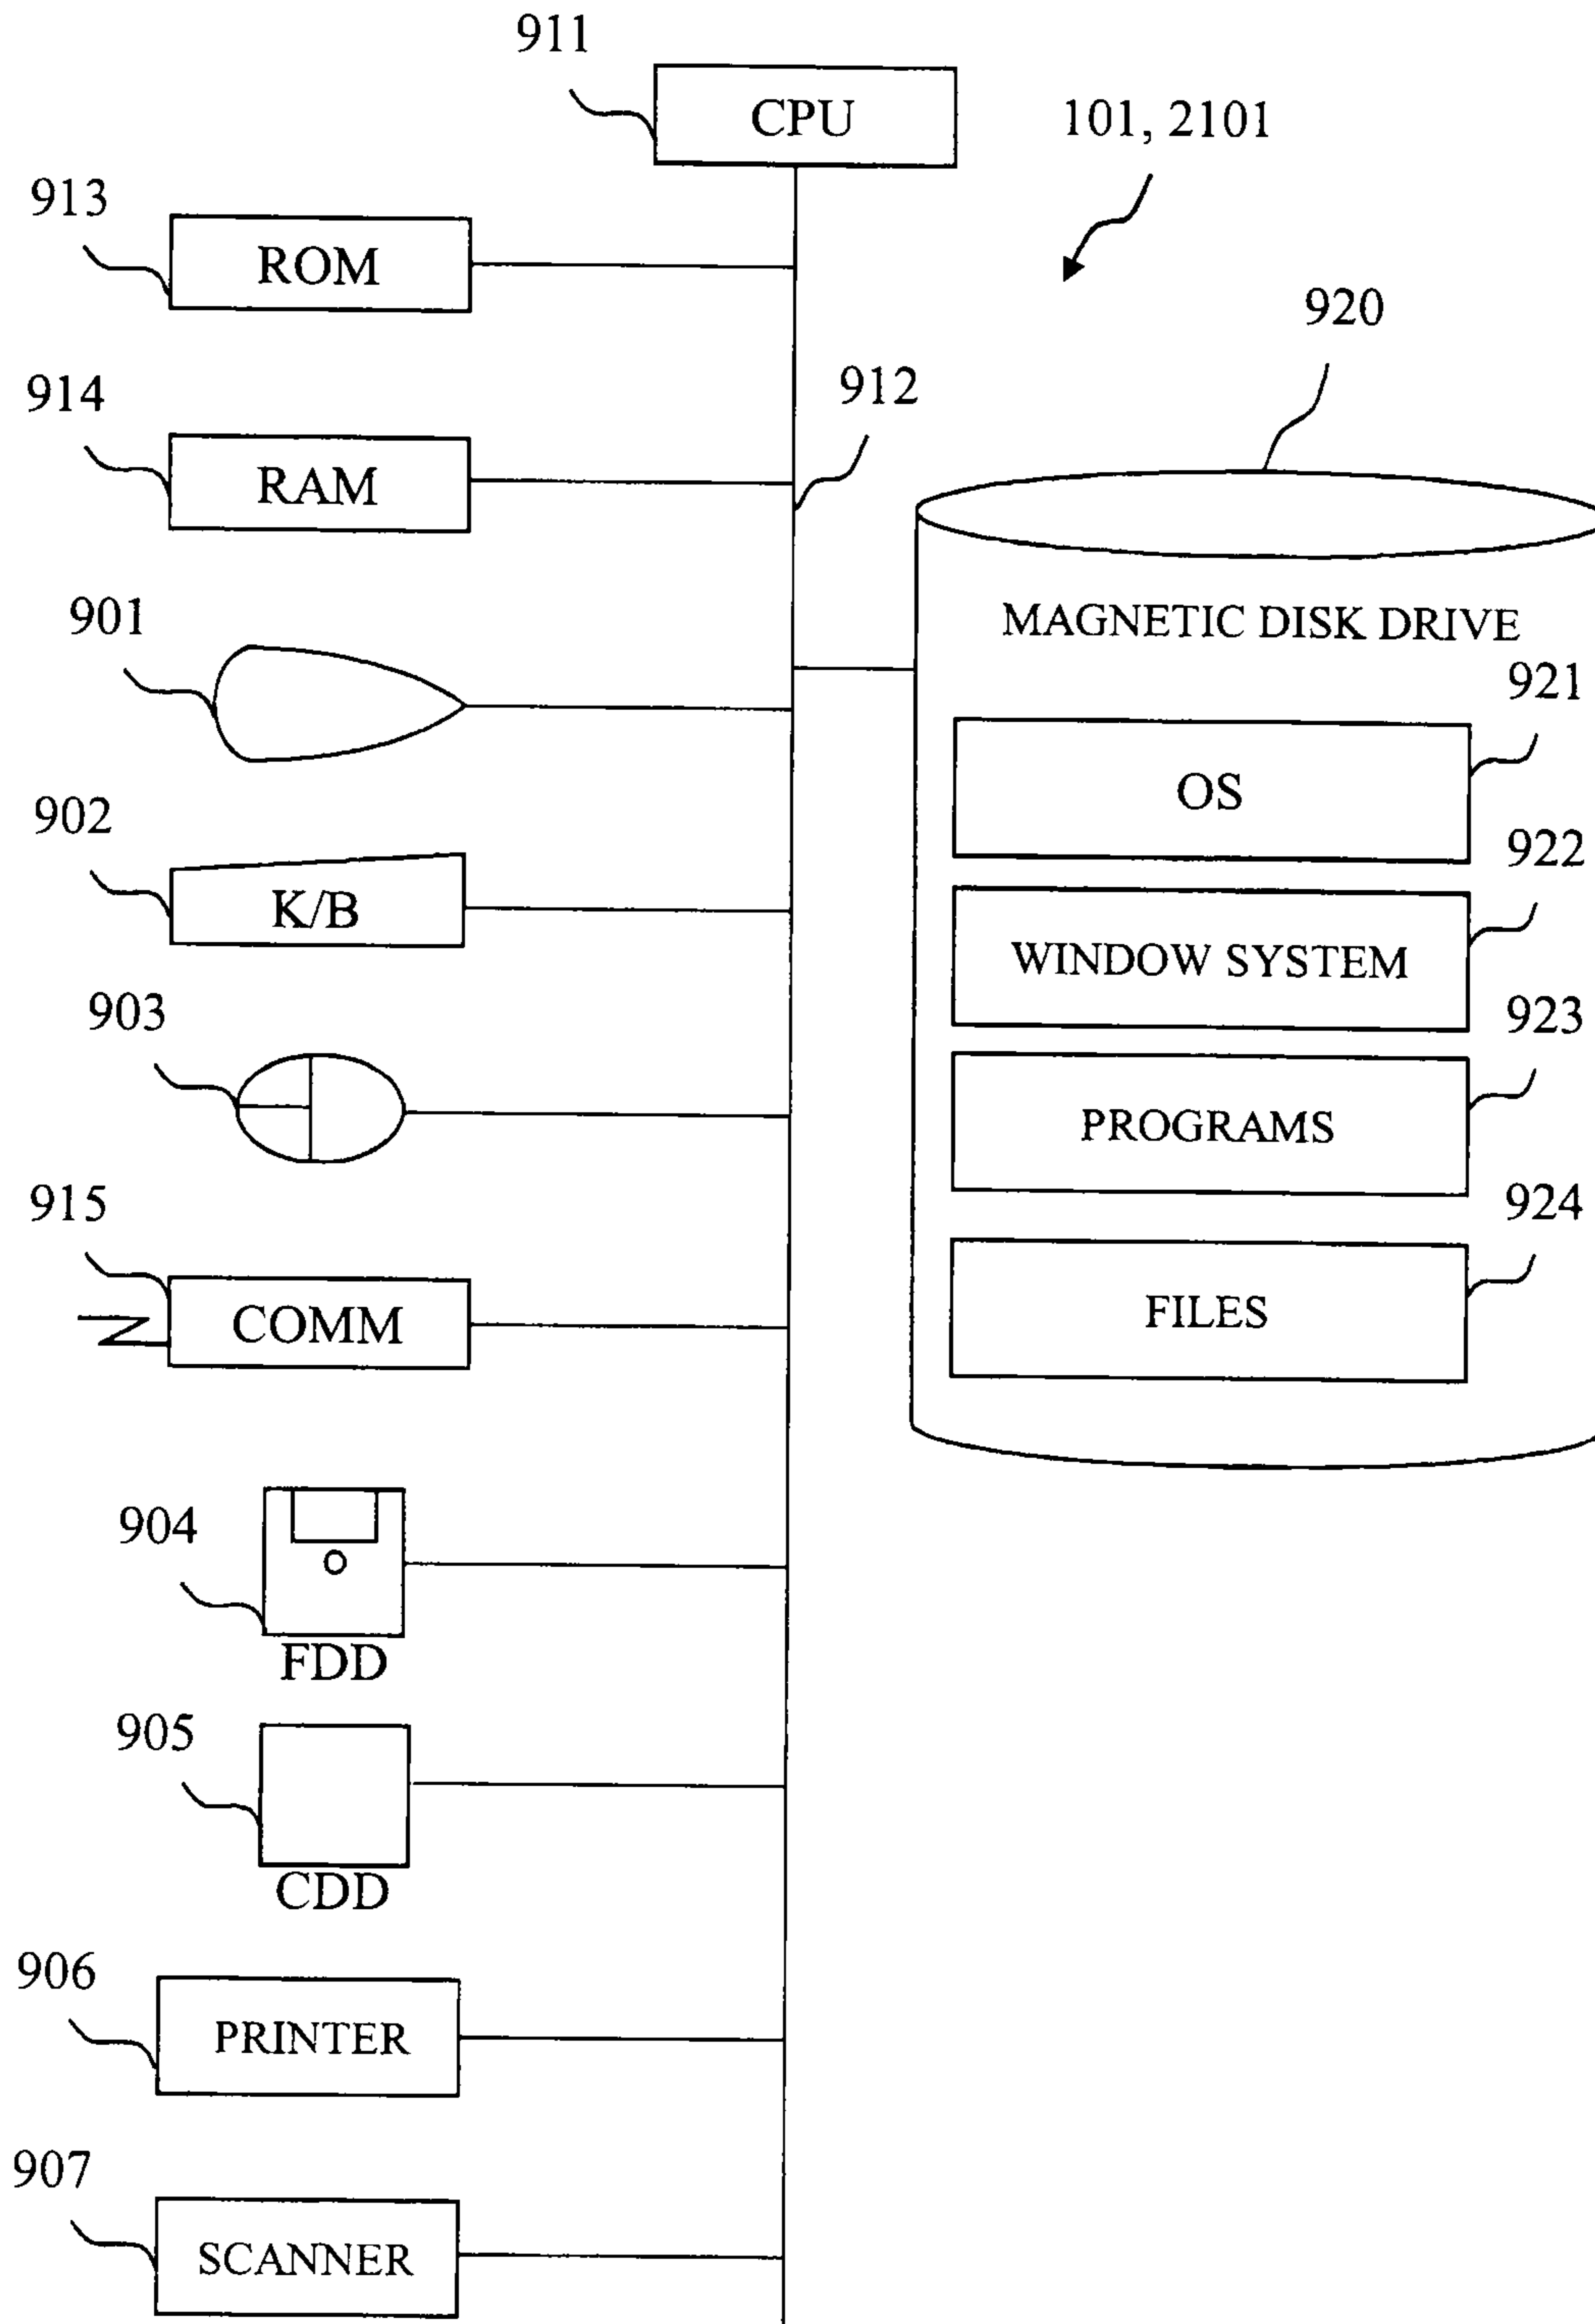 911
CPU
101, 2101
913
ROM
920
914
RAM
912
901
MAGNETIC DISK DRIVE
921
OS
902
K/B
922
WINDOW SYSTEM
903
923
PROGRAMS
915
COMM
924
FILES
904
FDD
905
CDD
906
PRINTER
907
SCANNER